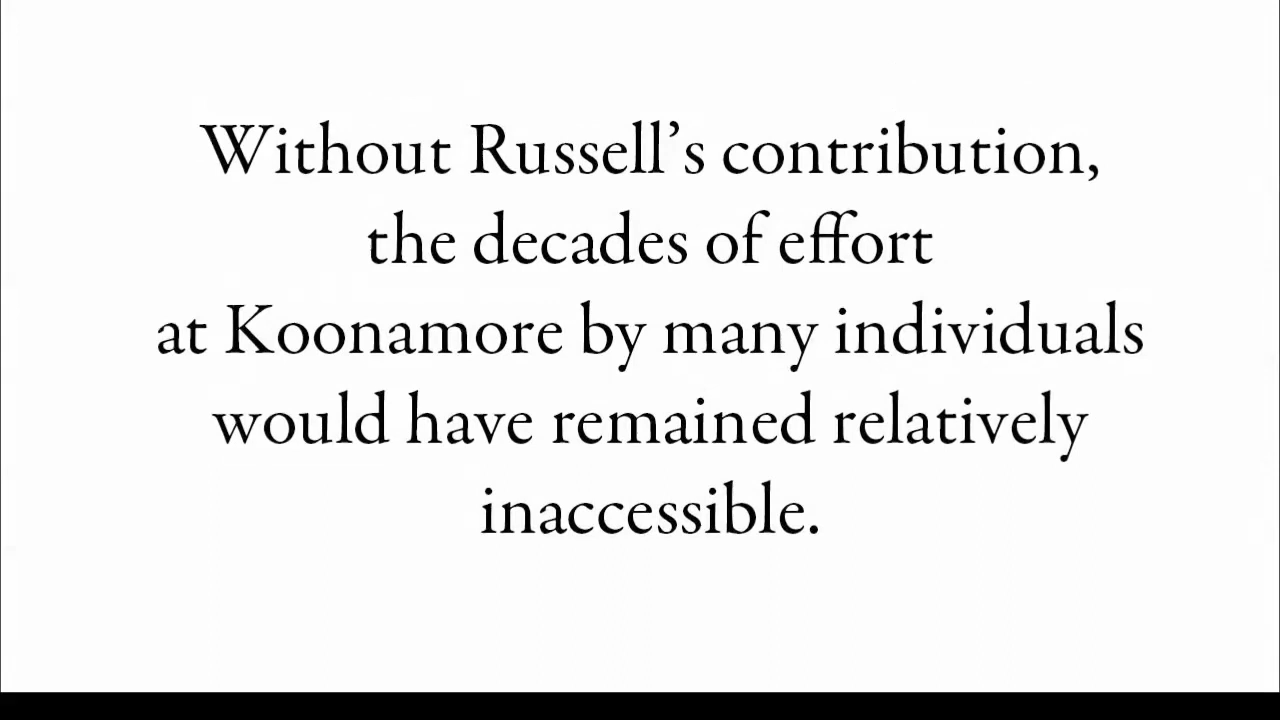 Without Russell’s contribution,
the decades of effort
at Koonamore by many individuals
would have remained relatively
inaccessible.